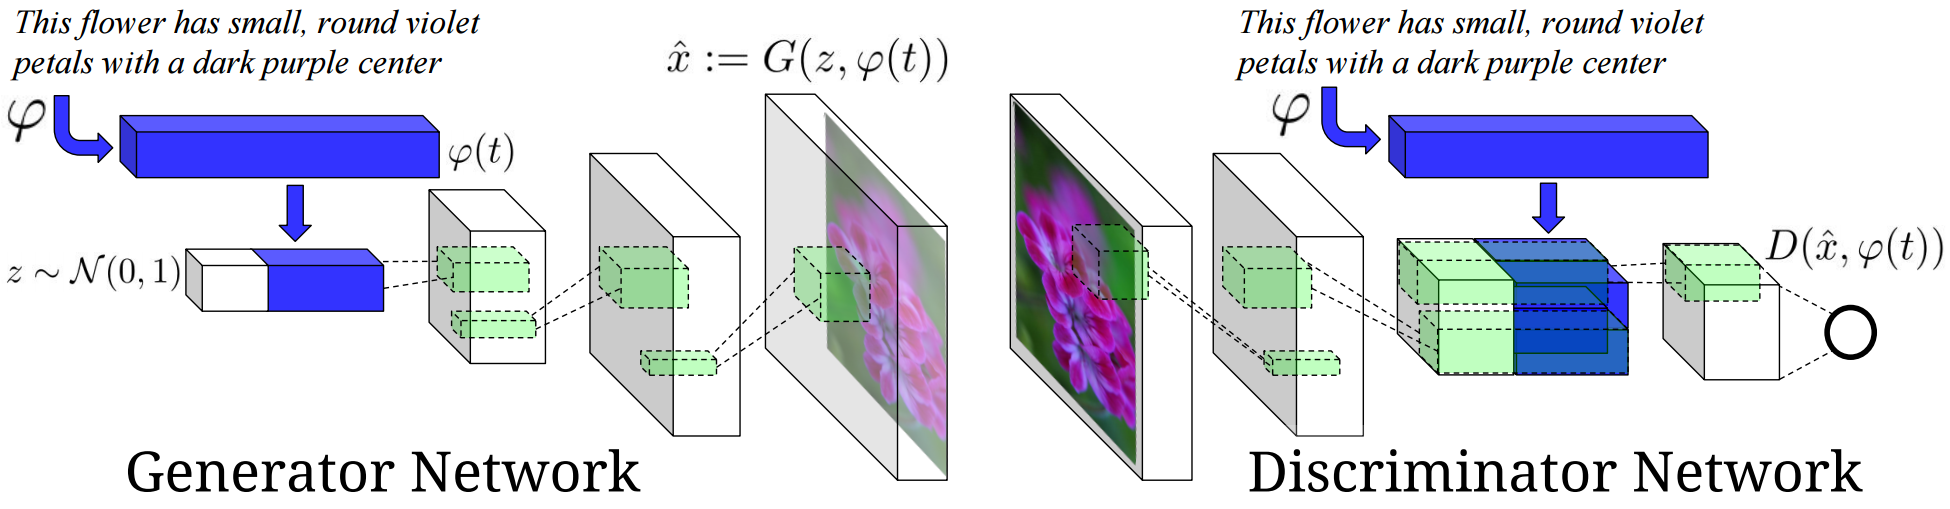 This flower has small, round violet
petals with a dark purple center
φ
φ(t)
z ∼ 𝒩(0, 1)
x̂ := G(z, φ(t))
Generator Network
This flower has small, round violet
petals with a dark purple center
φ
D(x̂, φ(t))
Discriminator Network